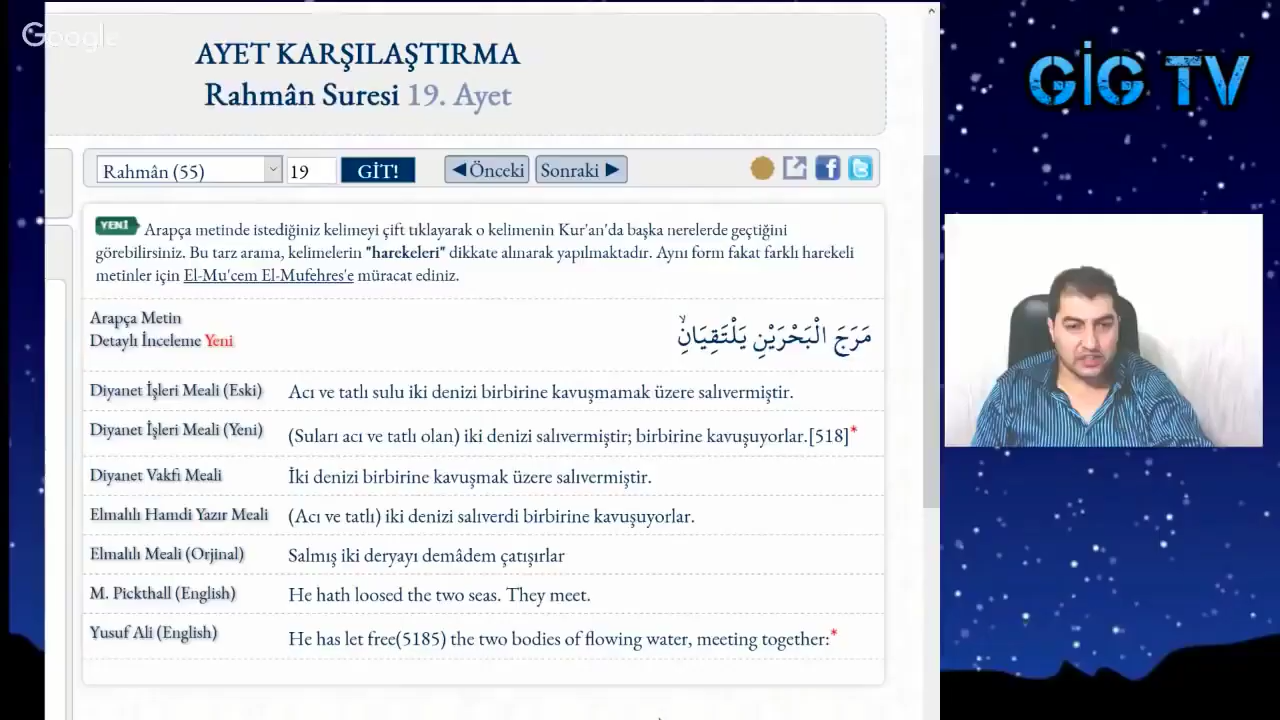 Google
AYET KARŞILAŞTIRMA
Rahmân Suresi 19. Ayet
GİG TV
Rahmân (55) 19 GİT! ◀Önceki Sonraki ▶
YENİ Arapça metinde istediğiniz kelimeyi çift tıklayarak o kelimenin Kur'an'da başka nerelerde geçtiğini
görebilirsiniz. Bu tarz arama, kelimelerin "harekeleri" dikkate alınarak yapılmaktadır. Aynı form fakat farklı harekeli
metinler için El-Mu'cem El-Mufehres'e müracat ediniz.
Arapça Metin
Detaylı İnceleme Yeni
مَرَجَ الْبَحْرَيْنِ يَلْتَقِيَانِۙ
Diyanet İşleri Meali (Eski) Acı ve tatlı sulu iki denizi birbirine kavuşmamak üzere salıvermiştir.
Diyanet İşleri Meali (Yeni) (Suları acı ve tatlı olan) iki denizi salıvermiştir; birbirine kavuşuyorlar.[518]*
Diyanet Vakfı Meali İki denizi birbirine kavuşmak üzere salıvermiştir.
Elmalılı Hamdi Yazır Meali (Acı ve tatlı) iki denizi salıverdi birbirine kavuşuyorlar.
Elmalılı Meali (Orjinal) Salmış iki deryayı demâdem çatışırlar
M. Pickthall (English) He hath loosed the two seas. They meet.
Yusuf Ali (English) He has let free(5185) the two bodies of flowing water, meeting together:*